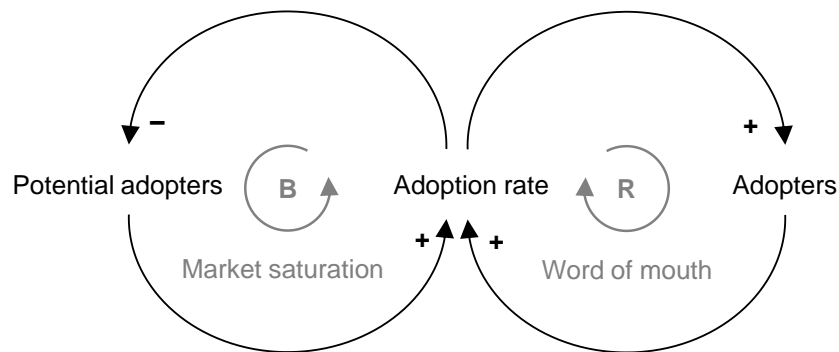 − +
Potential adopters B Adoption rate R Adopters
+ +
Market saturation Word of mouth